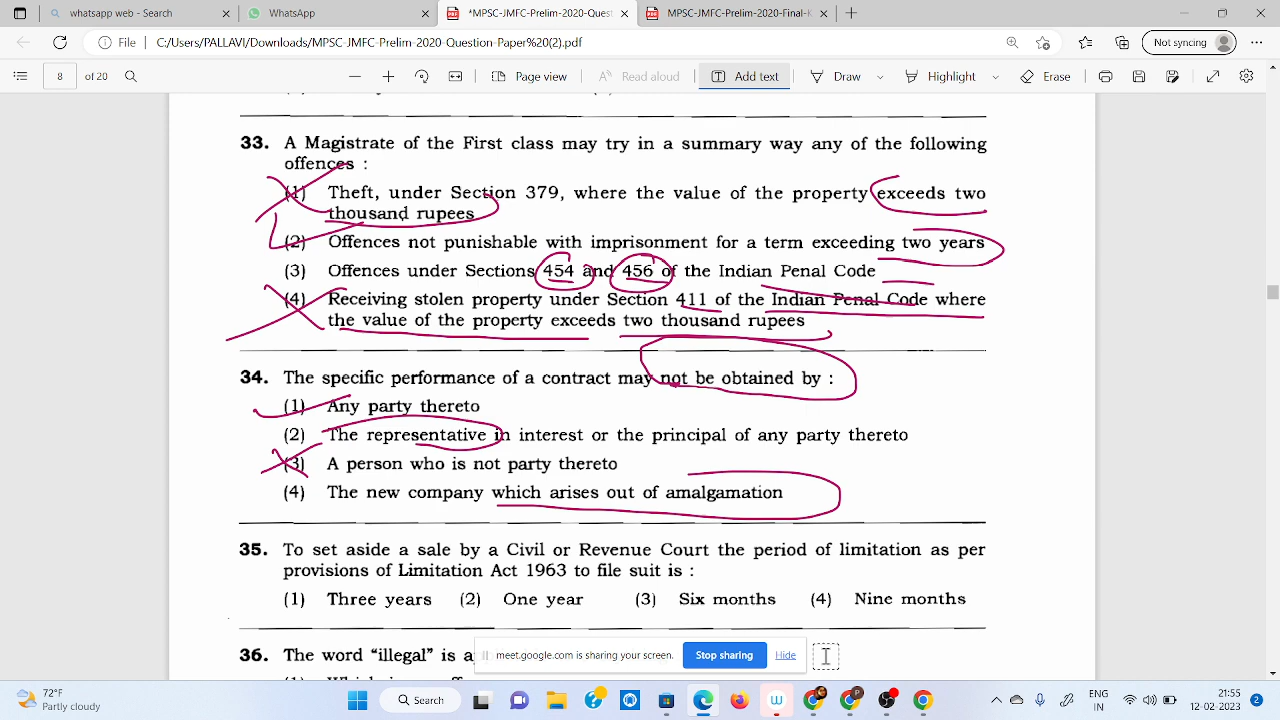 whatsapp web - Search
WhatsApp
*MPSC-JMFC-Prelim-2020-Quest
MPSC-JMFC-Prelim-2020-Final-K
File C:/Users/PALLAVI/Downloads/MPSC_JMFC-Prelim-2020-Question-Paper%20(2).pdf
Not syncing
8 of 20
Page view
Read aloud
Add text
Draw
Highlight
Erase
33. A Magistrate of the First class may try in a summary way any of the following
offences :
(1) Theft, under Section 379, where the value of the property exceeds two
thousand rupees
(2) Offences not punishable with imprisonment for a term exceeding two years
(3) Offences under Sections 454 and 456 of the Indian Penal Code
(4) Receiving stolen property under Section 411 of the Indian Penal Code where
the value of the property exceeds two thousand rupees
34. The specific performance of a contract may not be obtained by :
(1) Any party thereto
(2) The representative in interest or the principal of any party thereto
(3) A person who is not party thereto
(4) The new company which arises out of amalgamation
35. To set aside a sale by a Civil or Revenue Court the period of limitation as per
provisions of Limitation Act 1963 to file suit is :
(1) Three years (2) One year (3) Six months (4) Nine months
36. The word "illegal" is a
meet.google.com is sharing your screen.
Stop sharing
Hide
72°F
Partly cloudy
Search
ENG
IN
21:55
12-02-2023
2